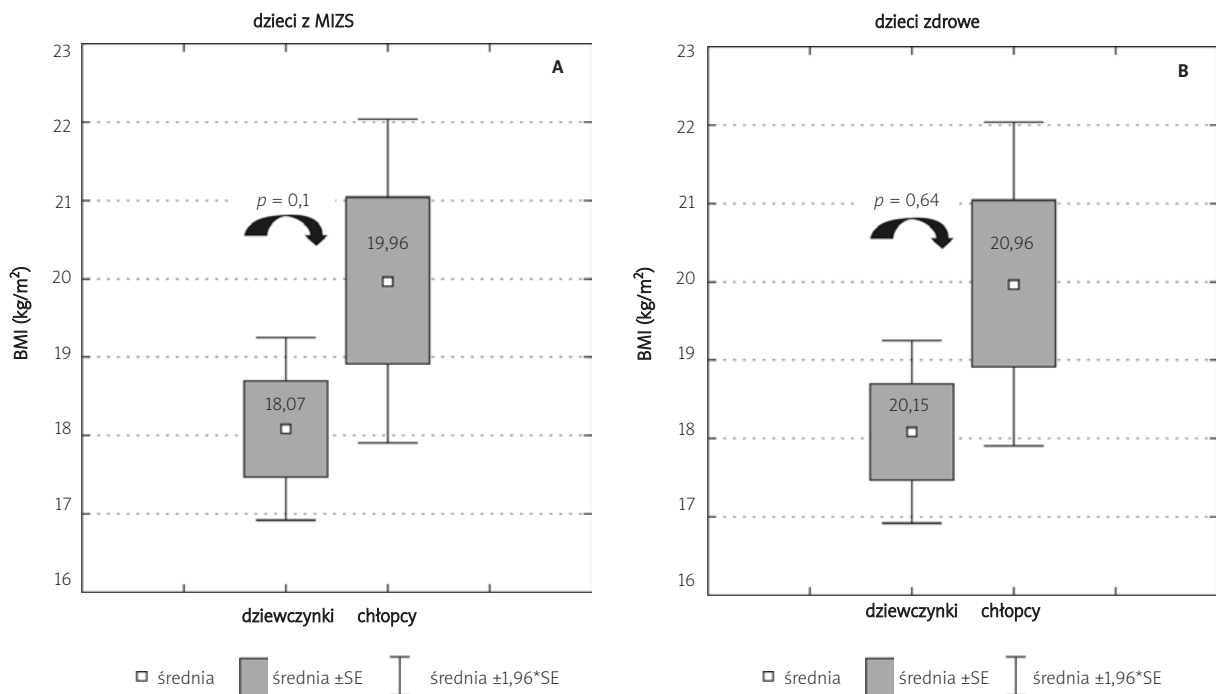 dzieci z MIZS
A
23
22
21
20
19
18
17
16
BMI (kg/m²)
p = 0,1
19,96
18,07
dziewczynki chłopcy
średnia średnia ±SE średnia ±1,96*SE
dzieci zdrowe
B
23
22
21
20
19
18
17
16
BMI (kg/m²)
p = 0,64
20,96
20,15
dziewczynki chłopcy
średnia średnia ±SE średnia ±1,96*SE